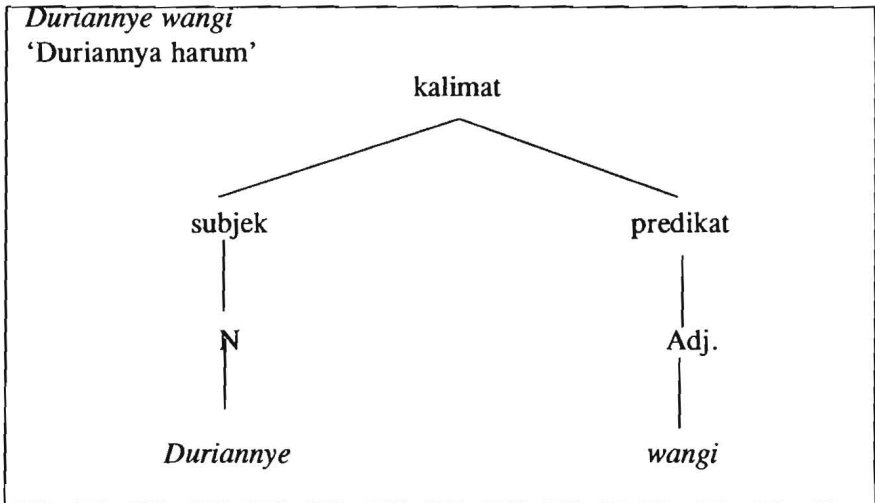 Duriannye wangi
‘Duriannya harum’
kalimat
subjek predikat
N Adj.
Duriannye wangi